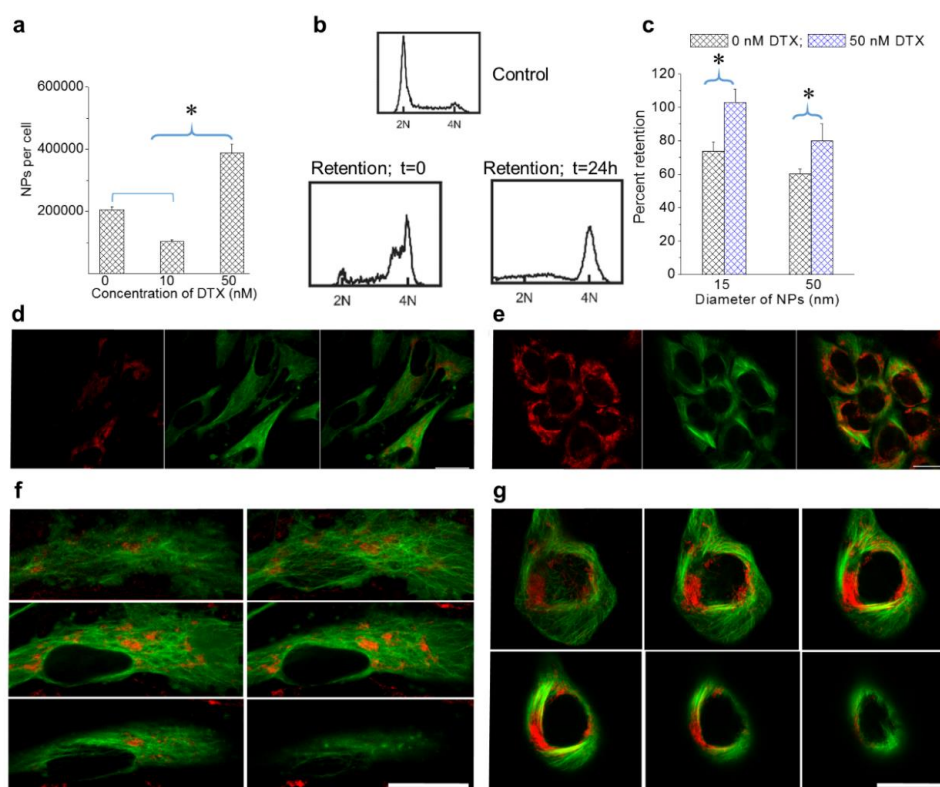 a
NPs per cell
600000
400000
200000
*
0 10 50
Concentration of DTX (nM)
b
Control
2N 4N
Retention; t=0
2N 4N
Retention; t=24h
2N 4N
c
0 nM DTX; 50 nM DTX
Percent retention
120
100
80
60
40
20
0
* *
15 50
Diameter of NPs (nm)
d
e
f
g